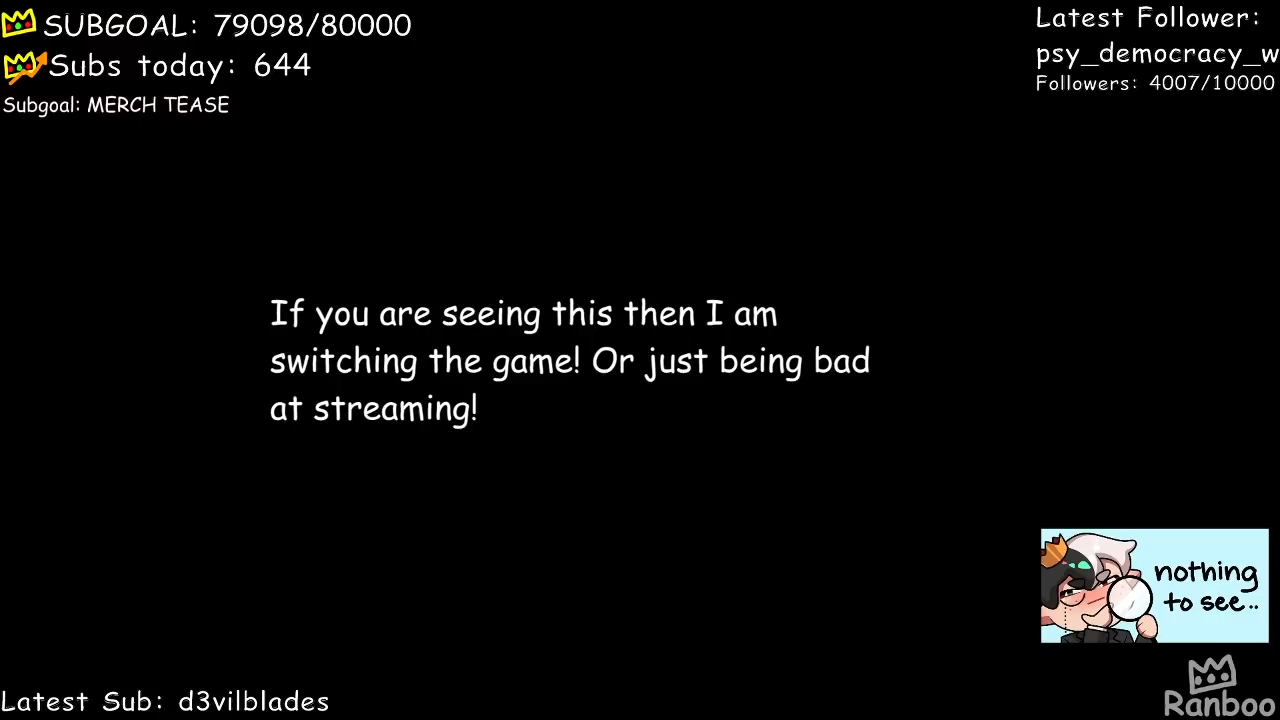 SUBGOAL: 79098/80000
Subs today: 644
Subgoal: MERCH TEASE
Latest Follower:
psy_democracy_w
Followers: 4007/10000
If you are seeing this then I am
switching the game! Or just being bad
at streaming!
nothing
to see..
Latest Sub: d3vilblades
Ranboo